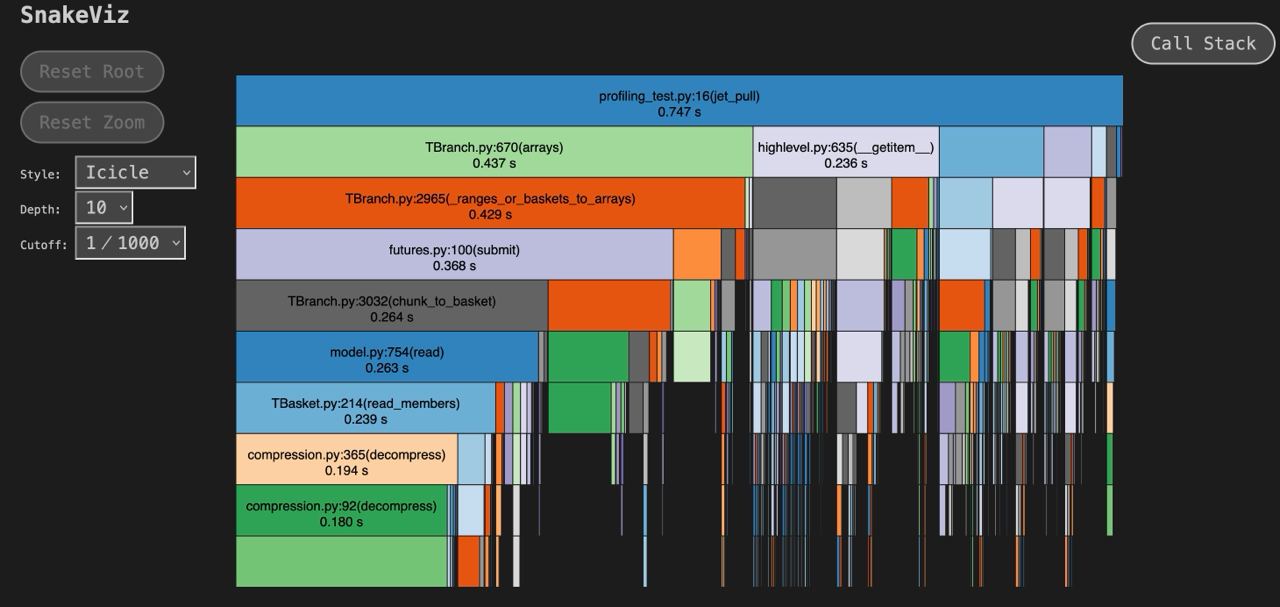 SnakeViz
Call Stack
Reset Root
Reset Zoom
Style: Icicle
Depth: 10
Cutoff: 1 / 1000
profiling_test.py:16(jet_pull)
0.747 s
TBranch.py:670(arrays)
0.437 s
highlevel.py:635(__getitem__)
0.236 s
TBranch.py:2965(_ranges_or_baskets_to_arrays)
0.429 s
futures.py:100(submit)
0.368 s
TBranch.py:3032(chunk_to_basket)
0.264 s
model.py:754(read)
0.263 s
TBasket.py:214(read_members)
0.239 s
compression.py:365(decompress)
0.194 s
compression.py:92(decompress)
0.180 s